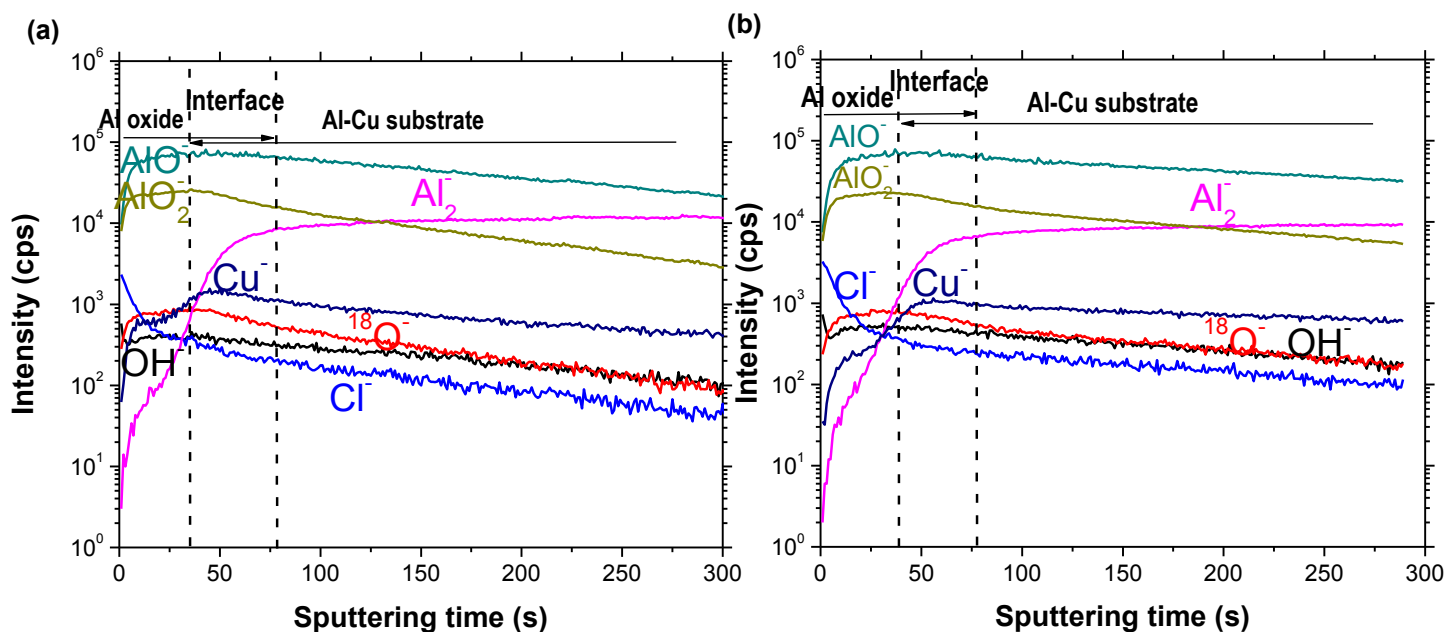 (a)
10⁶
10⁵
10⁴
10³
10²
10¹
10⁰
Intensity (cps)
Al oxide
Interface
Al-Cu substrate
AlO⁻
AlO₂⁻
Al₂⁻
Cu⁻
¹⁸O⁻
OH⁻
Cl⁻
0 50 100 150 200 250 300
Sputtering time (s)
(b)
10⁶
10⁵
10⁴
10³
10²
10¹
10⁰
Intensity (cps)
Al oxide
Interface
Al-Cu substrate
AlO⁻
AlO₂⁻
Al₂⁻
Cl⁻
Cu⁻
¹⁸O⁻ OH⁻
0 50 100 150 200 250 300
Sputtering time (s)